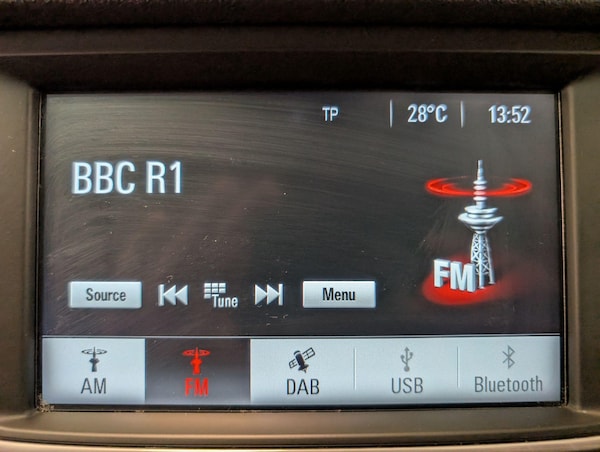 TP 28°C 13:52
BBC R1
FM
Source Tune Menu
AM FM DAB USB Bluetooth